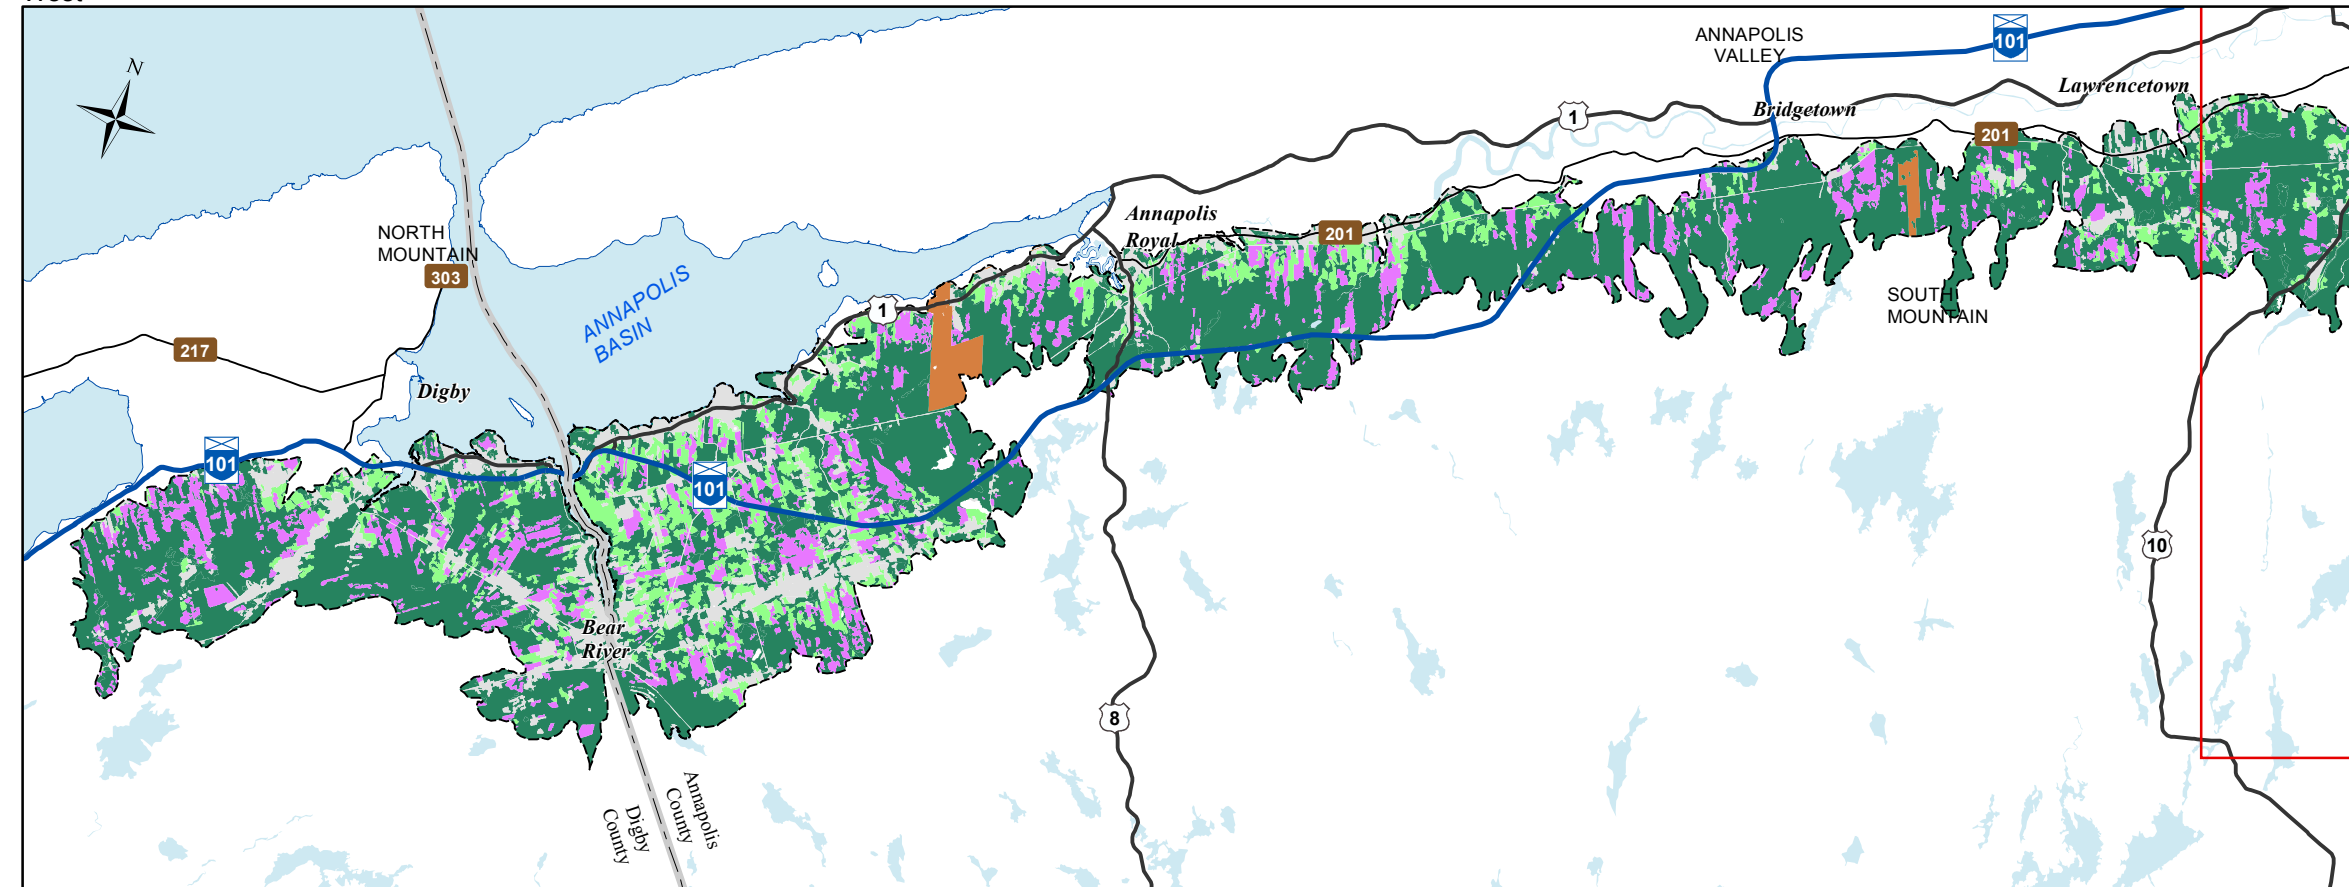 N
ANNAPOLIS
VALLEY
101
Lawrencetown
Bridgetown
1
201
Annapolis
Royal
201
NORTH
MOUNTAIN
303
ANNAPOLIS
BASIN
1
SOUTH
MOUNTAIN
217
Digby
101
101
10
Bear
River
8
Annapolis
County
Digby
County